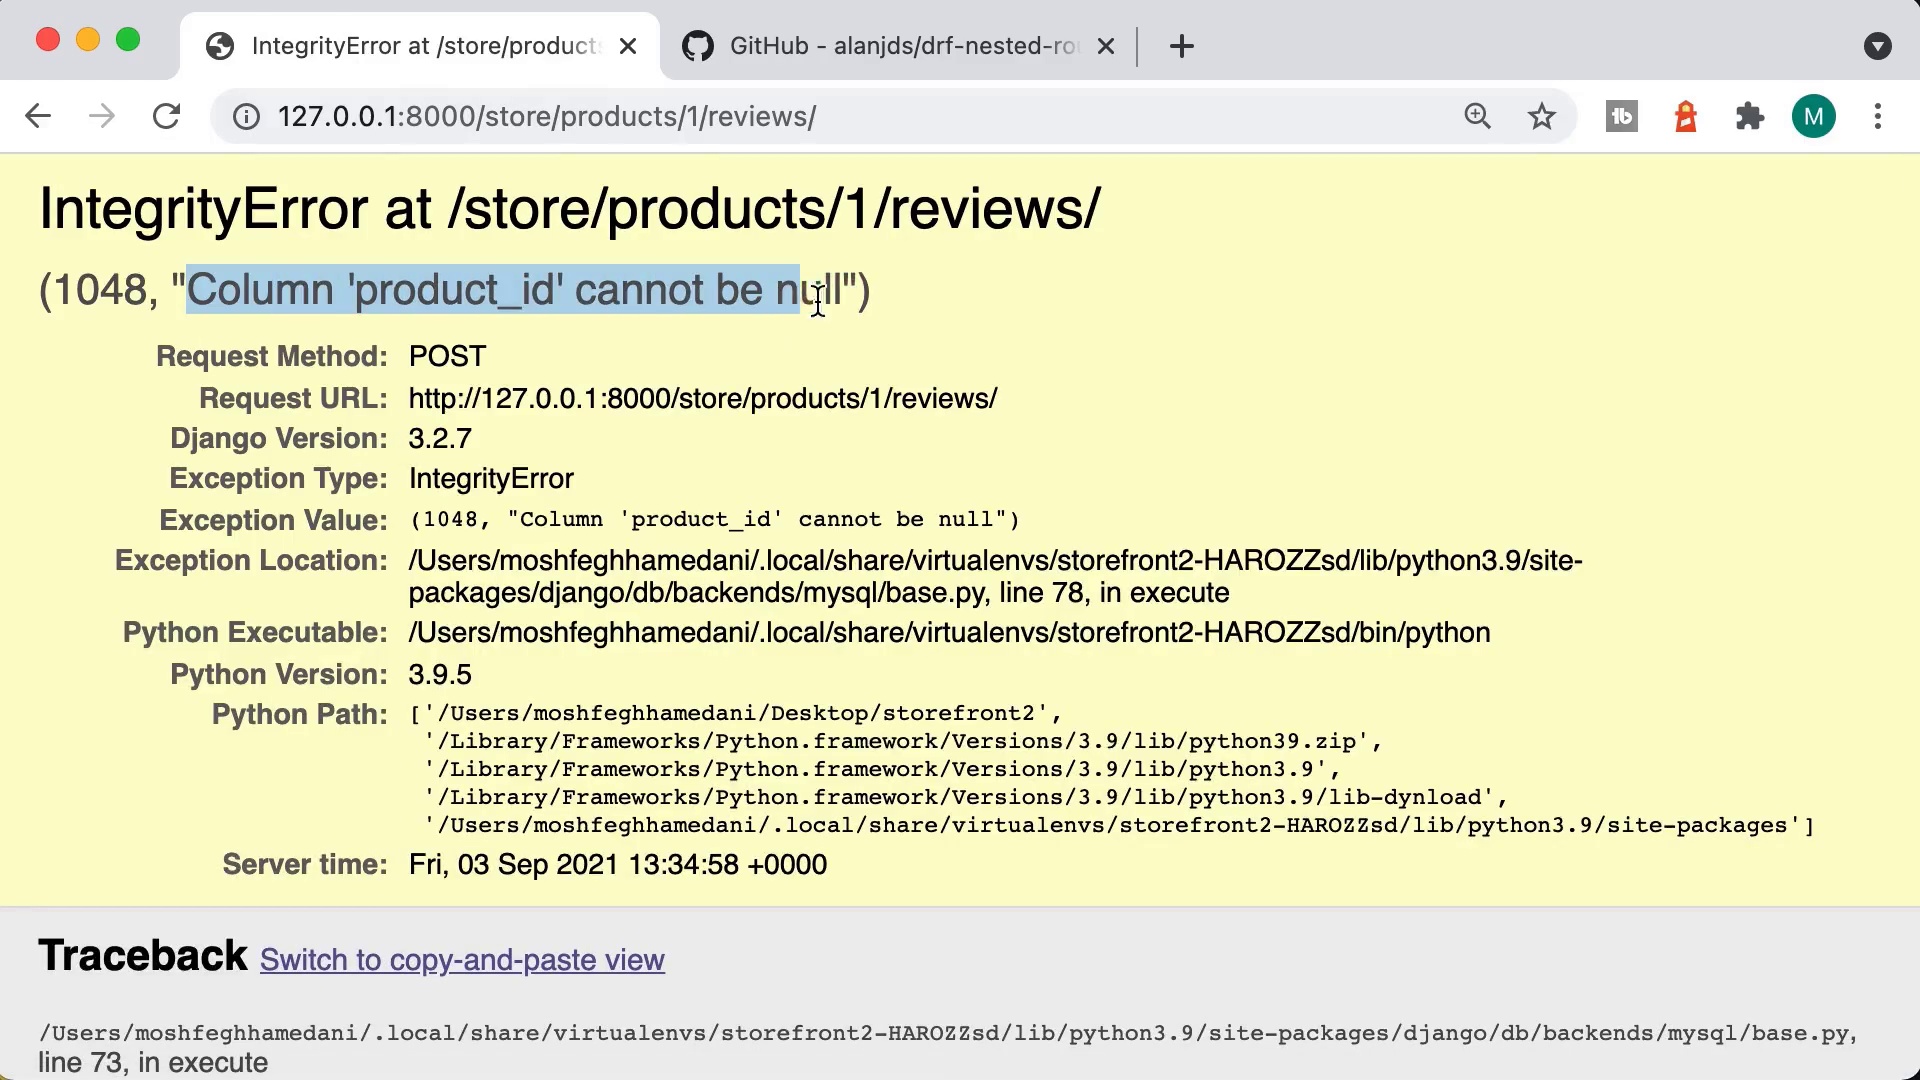 IntegrityError at /store/products
GitHub - alanjds/drf-nested-rou
127.0.0.1:8000/store/products/1/reviews/
tb
M
IntegrityError at /store/products/1/reviews/
(1048, "Column 'product_id' cannot be null")
Request Method: POST
Request URL: http://127.0.0.1:8000/store/products/1/reviews/
Django Version: 3.2.7
Exception Type: IntegrityError
Exception Value: (1048, "Column 'product_id' cannot be null")
Exception Location: /Users/moshfeghhamedani/.local/share/virtualenvs/storefront2-HAROZZsd/lib/python3.9/site-
packages/django/db/backends/mysql/base.py, line 78, in execute
Python Executable: /Users/moshfeghhamedani/.local/share/virtualenvs/storefront2-HAROZZsd/bin/python
Python Version: 3.9.5
Python Path: ['/Users/moshfeghhamedani/Desktop/storefront2',
'/Library/Frameworks/Python.framework/Versions/3.9/lib/python39.zip',
'/Library/Frameworks/Python.framework/Versions/3.9/lib/python3.9',
'/Library/Frameworks/Python.framework/Versions/3.9/lib/python3.9/lib-dynload',
'/Users/moshfeghhamedani/.local/share/virtualenvs/storefront2-HAROZZsd/lib/python3.9/site-packages']
Server time: Fri, 03 Sep 2021 13:34:58 +0000
Traceback Switch to copy-and-paste view
/Users/moshfeghhamedani/.local/share/virtualenvs/storefront2-HAROZZsd/lib/python3.9/site-packages/django/db/backends/mysql/base.py,
line 73, in execute